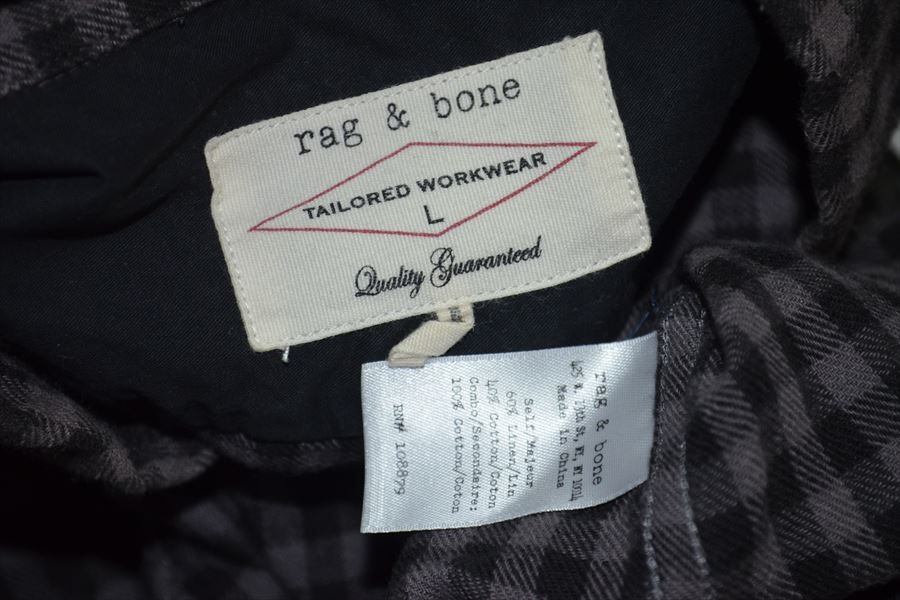 rag & bone
TAILORED WORKWEAR
L
Quality Guaranteed
rag & bone
425 W. 13th St, NY, NY 10014
Made in China
Self Majeur
60% Linen/Lin
40% Cotton/Coton
Combo/Secondaire:
100% Cotton/Coton
RN# 108879